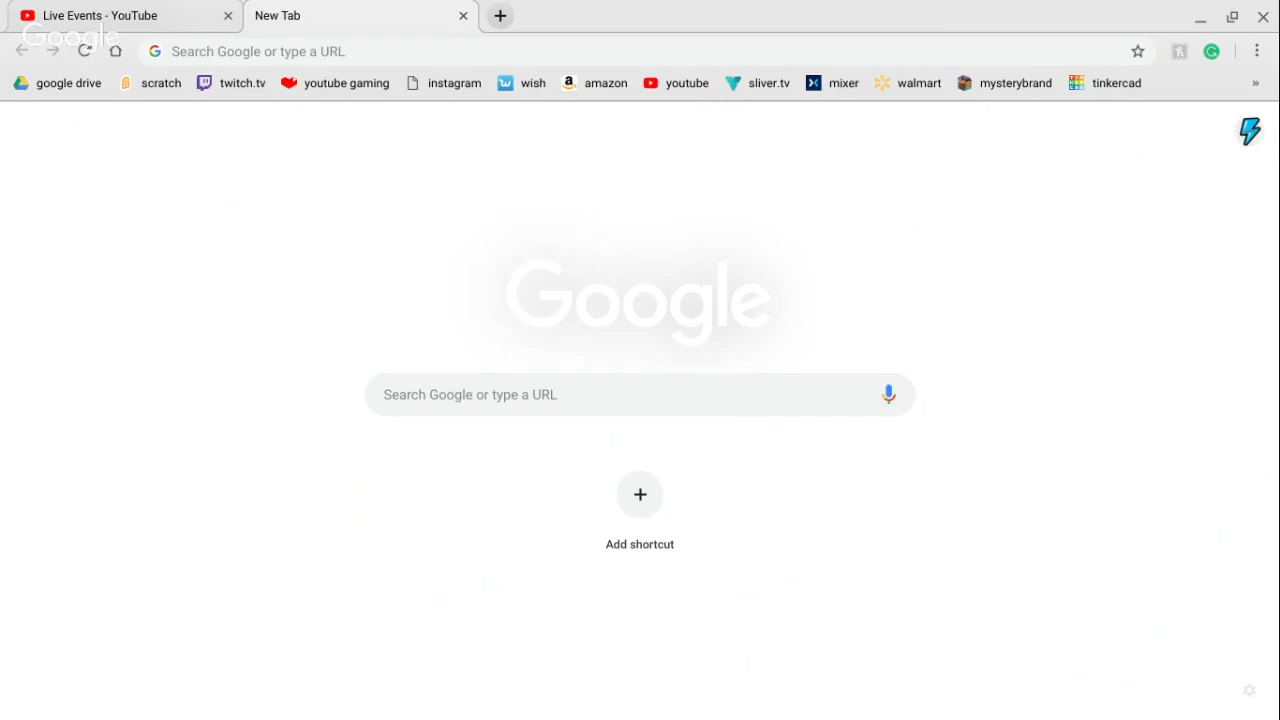 Live Events - YouTube
New Tab
Google
Search Google or type a URL
google drive
scratch
twitch.tv
youtube gaming
instagram
wish
amazon
youtube
sliver.tv
mixer
walmart
mysterybrand
tinkercad
Google
Search Google or type a URL
Add shortcut